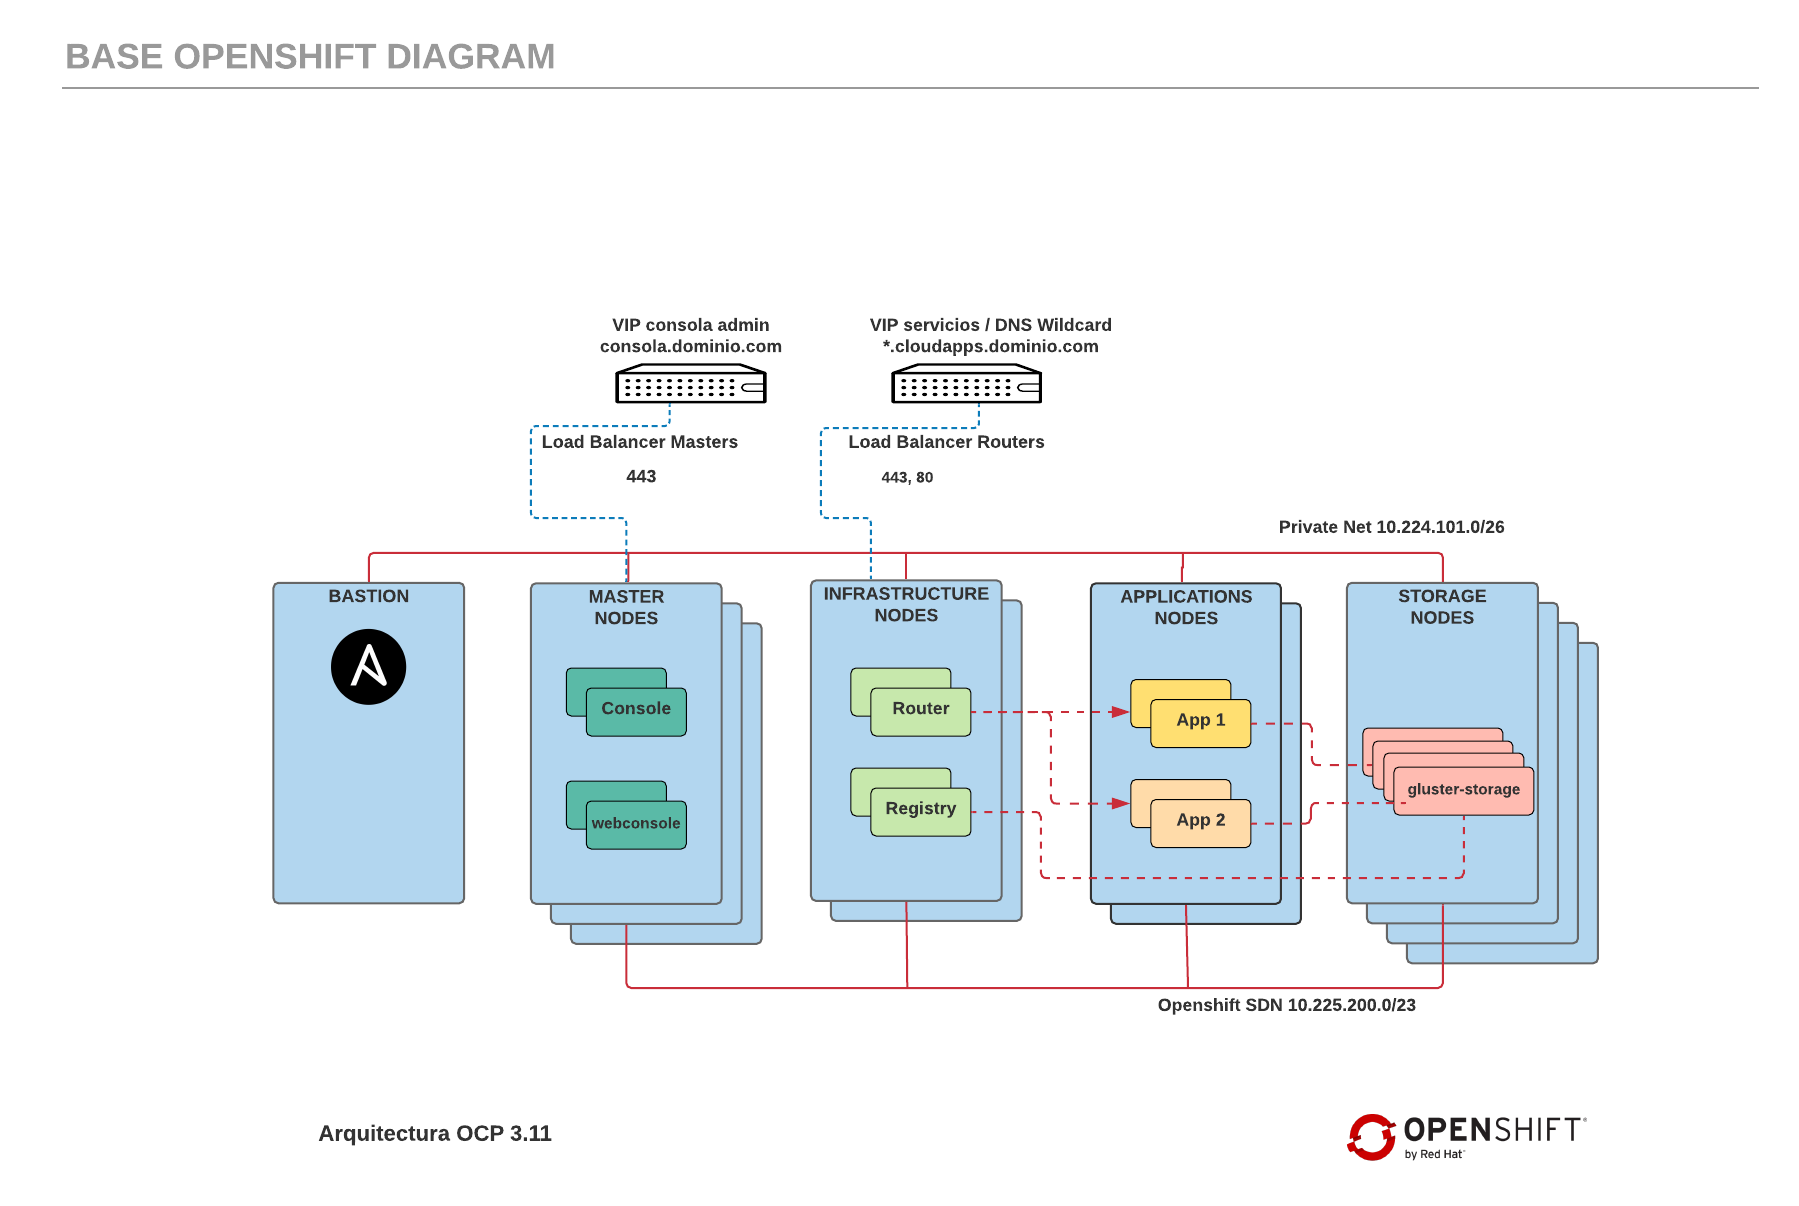 BASE OPENSHIFT DIAGRAM
VIP consola admin
consola.dominio.com
VIP servicios / DNS Wildcard
*.cloudapps.dominio.com
Load Balancer Masters
443
Load Balancer Routers
443, 80
Private Net 10.224.101.0/26
BASTION
MASTER
NODES
INFRASTRUCTURE
NODES
APPLICATIONS
NODES
STORAGE
NODES
Console
webconsole
Router
Registry
App 1
App 2
gluster-storage
Openshift SDN 10.225.200.0/23
Arquitectura OCP 3.11
OPENSHIFT
by Red Hat